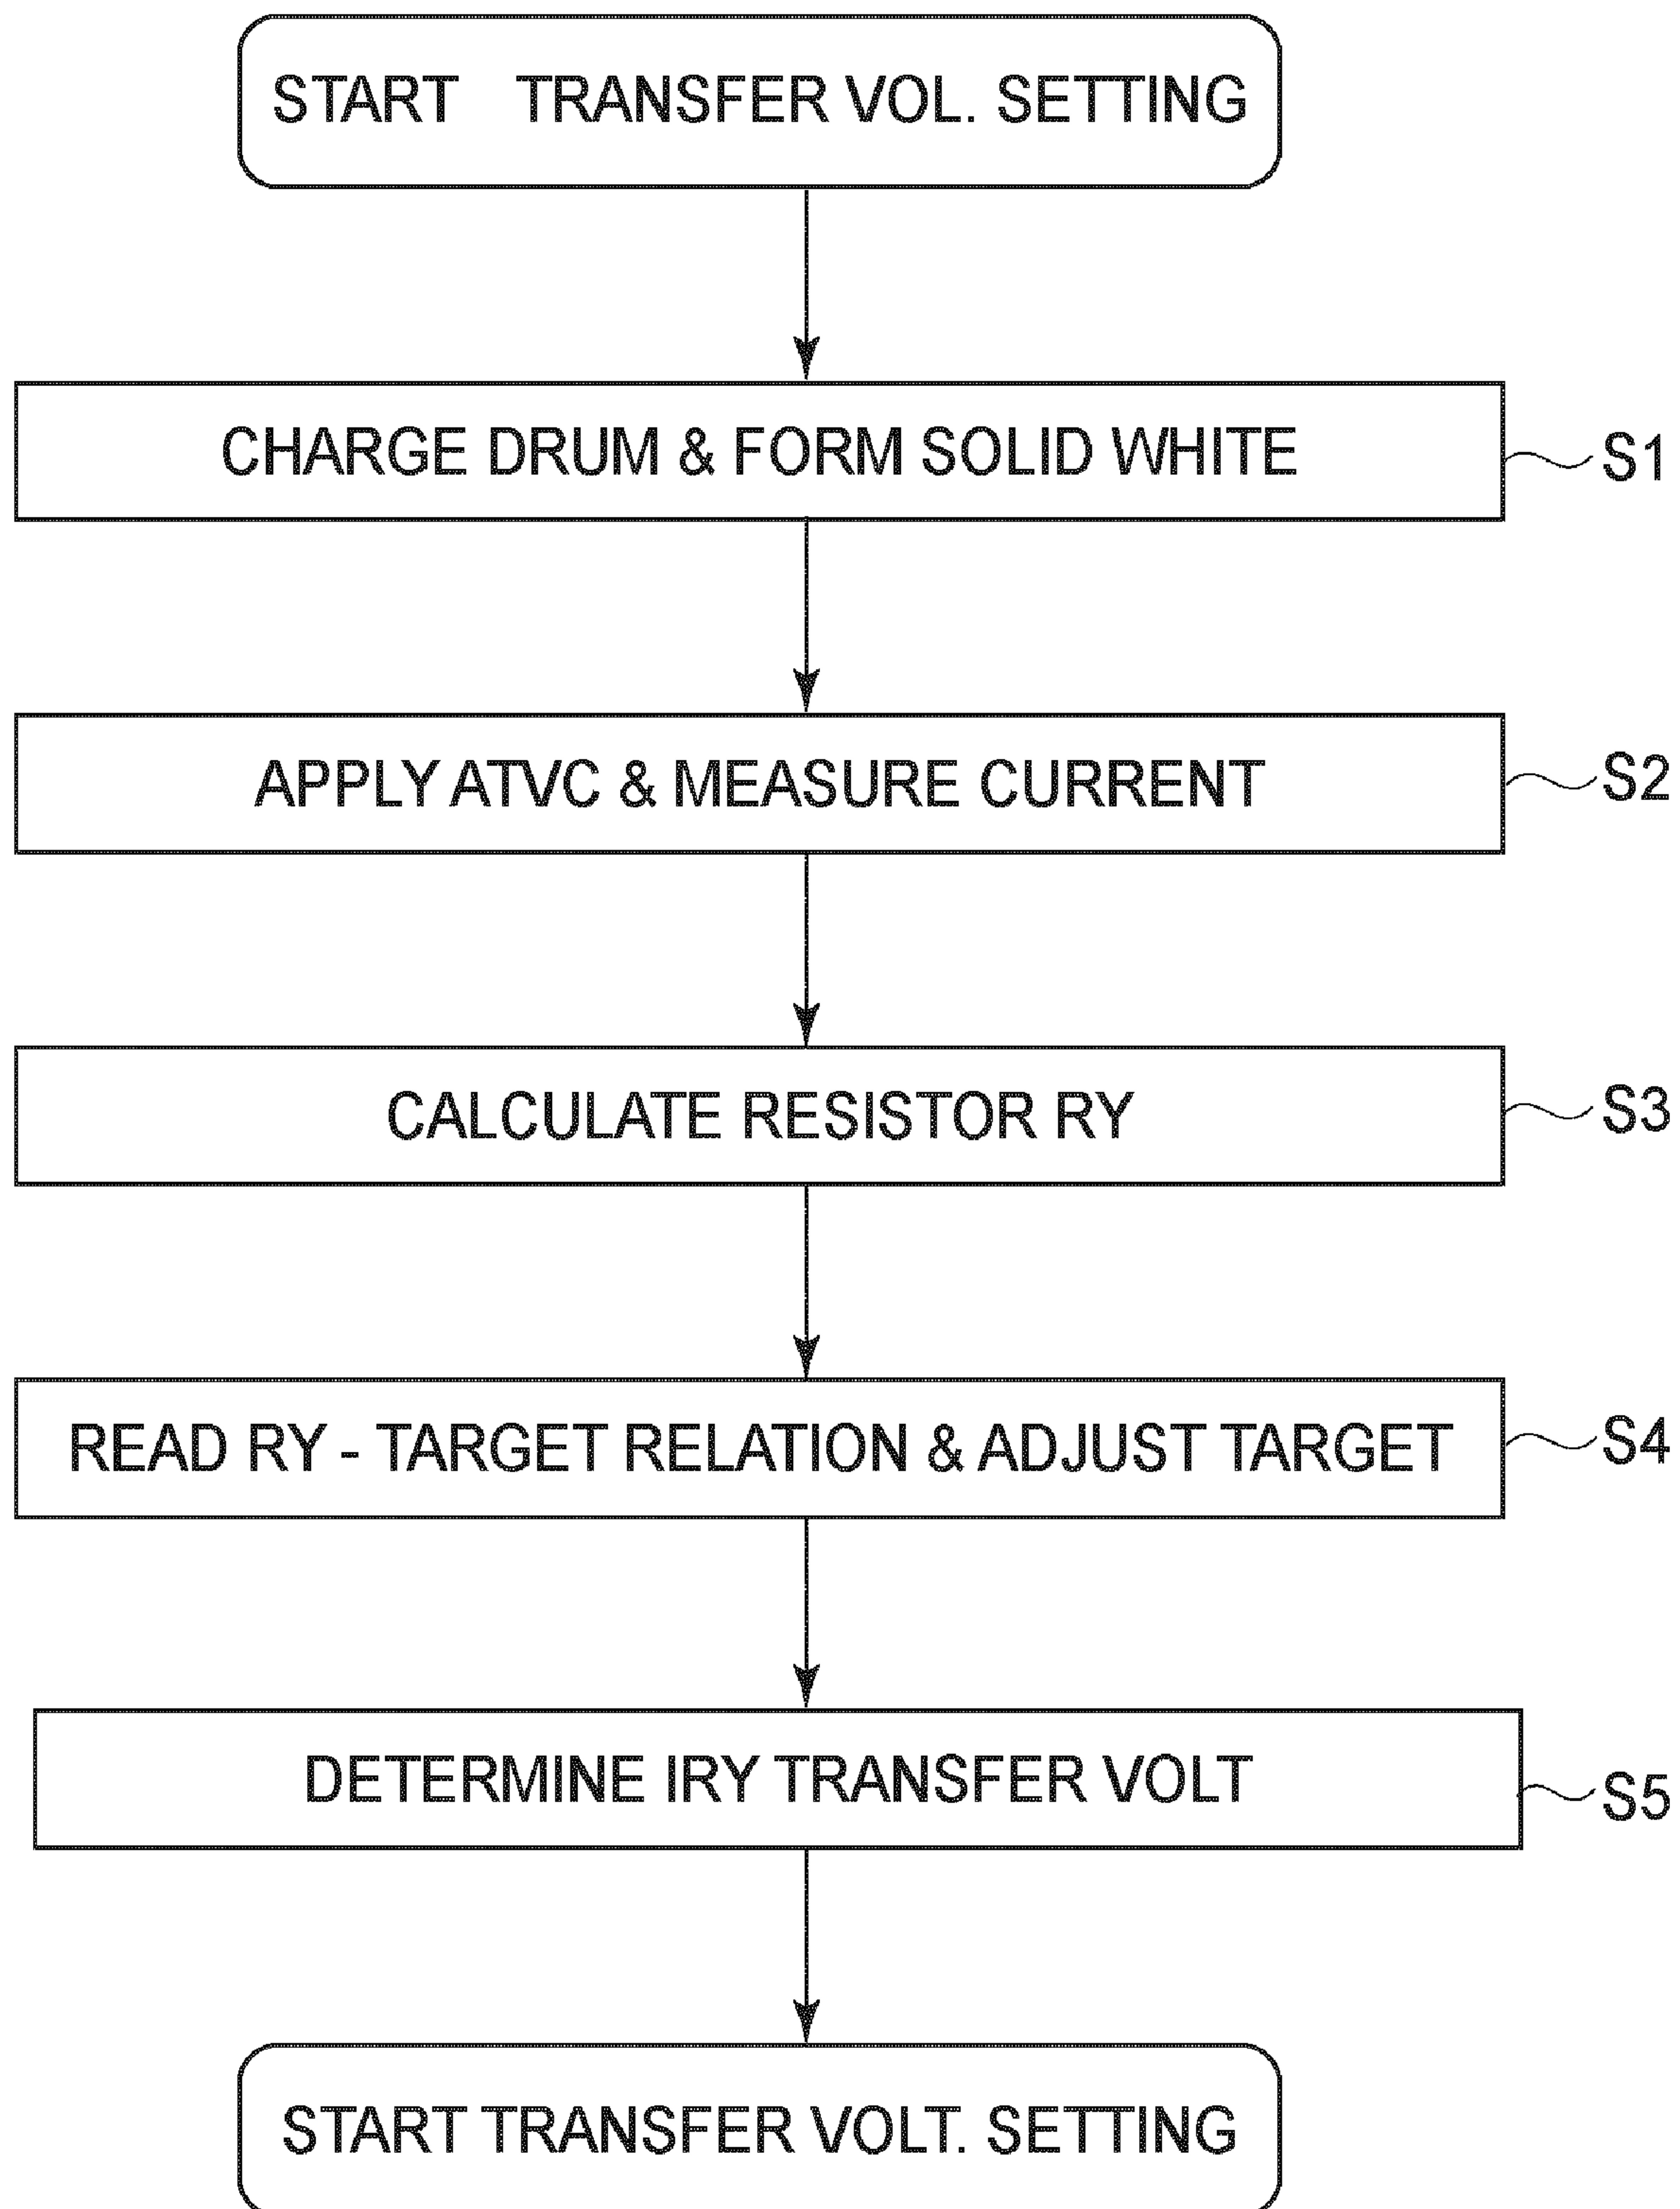 START TRANSFER VOL. SETTING
CHARGE DRUM & FORM SOLID WHITE
S1
APPLY ATVC & MEASURE CURRENT
S2
CALCULATE RESISTOR RY
S3
READ RY - TARGET RELATION & ADJUST TARGET
S4
DETERMINE IRY TRANSFER VOLT
S5
START TRANSFER VOLT. SETTING